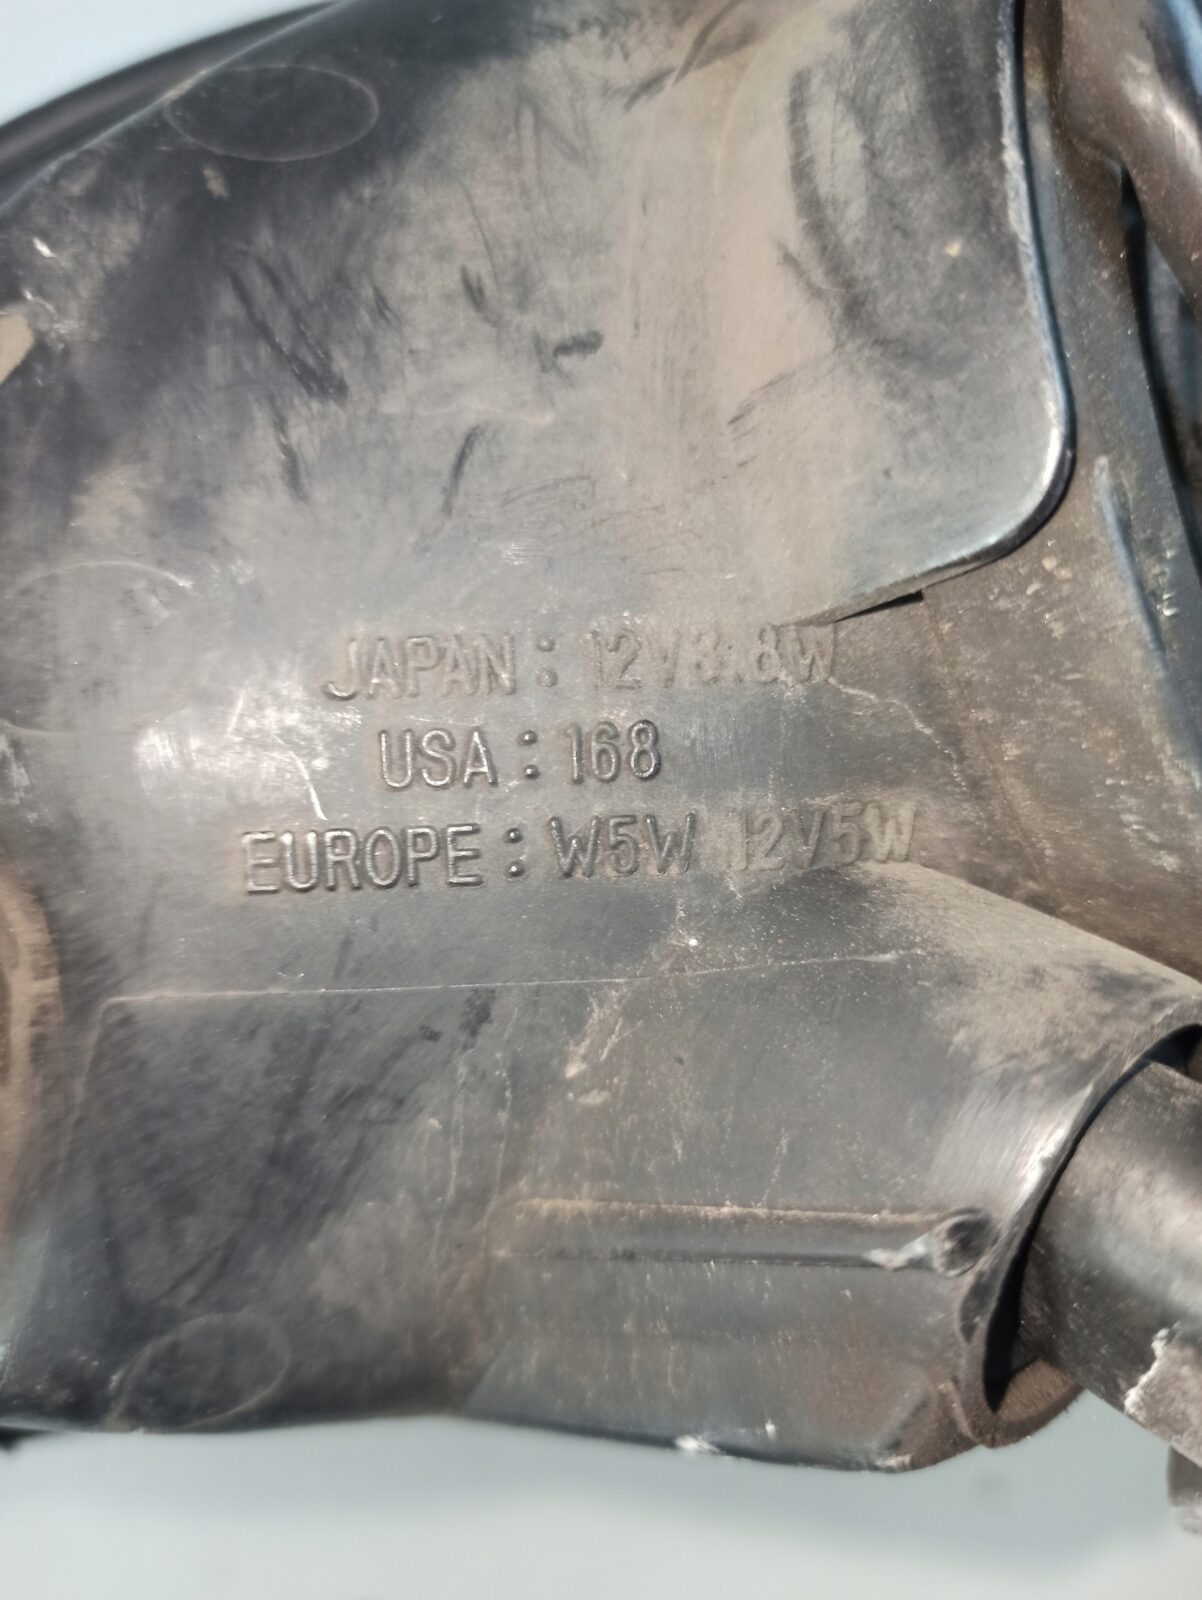 JAPAN : 12V3.8W
USA : 168
EUROPE : W5W 12V5W